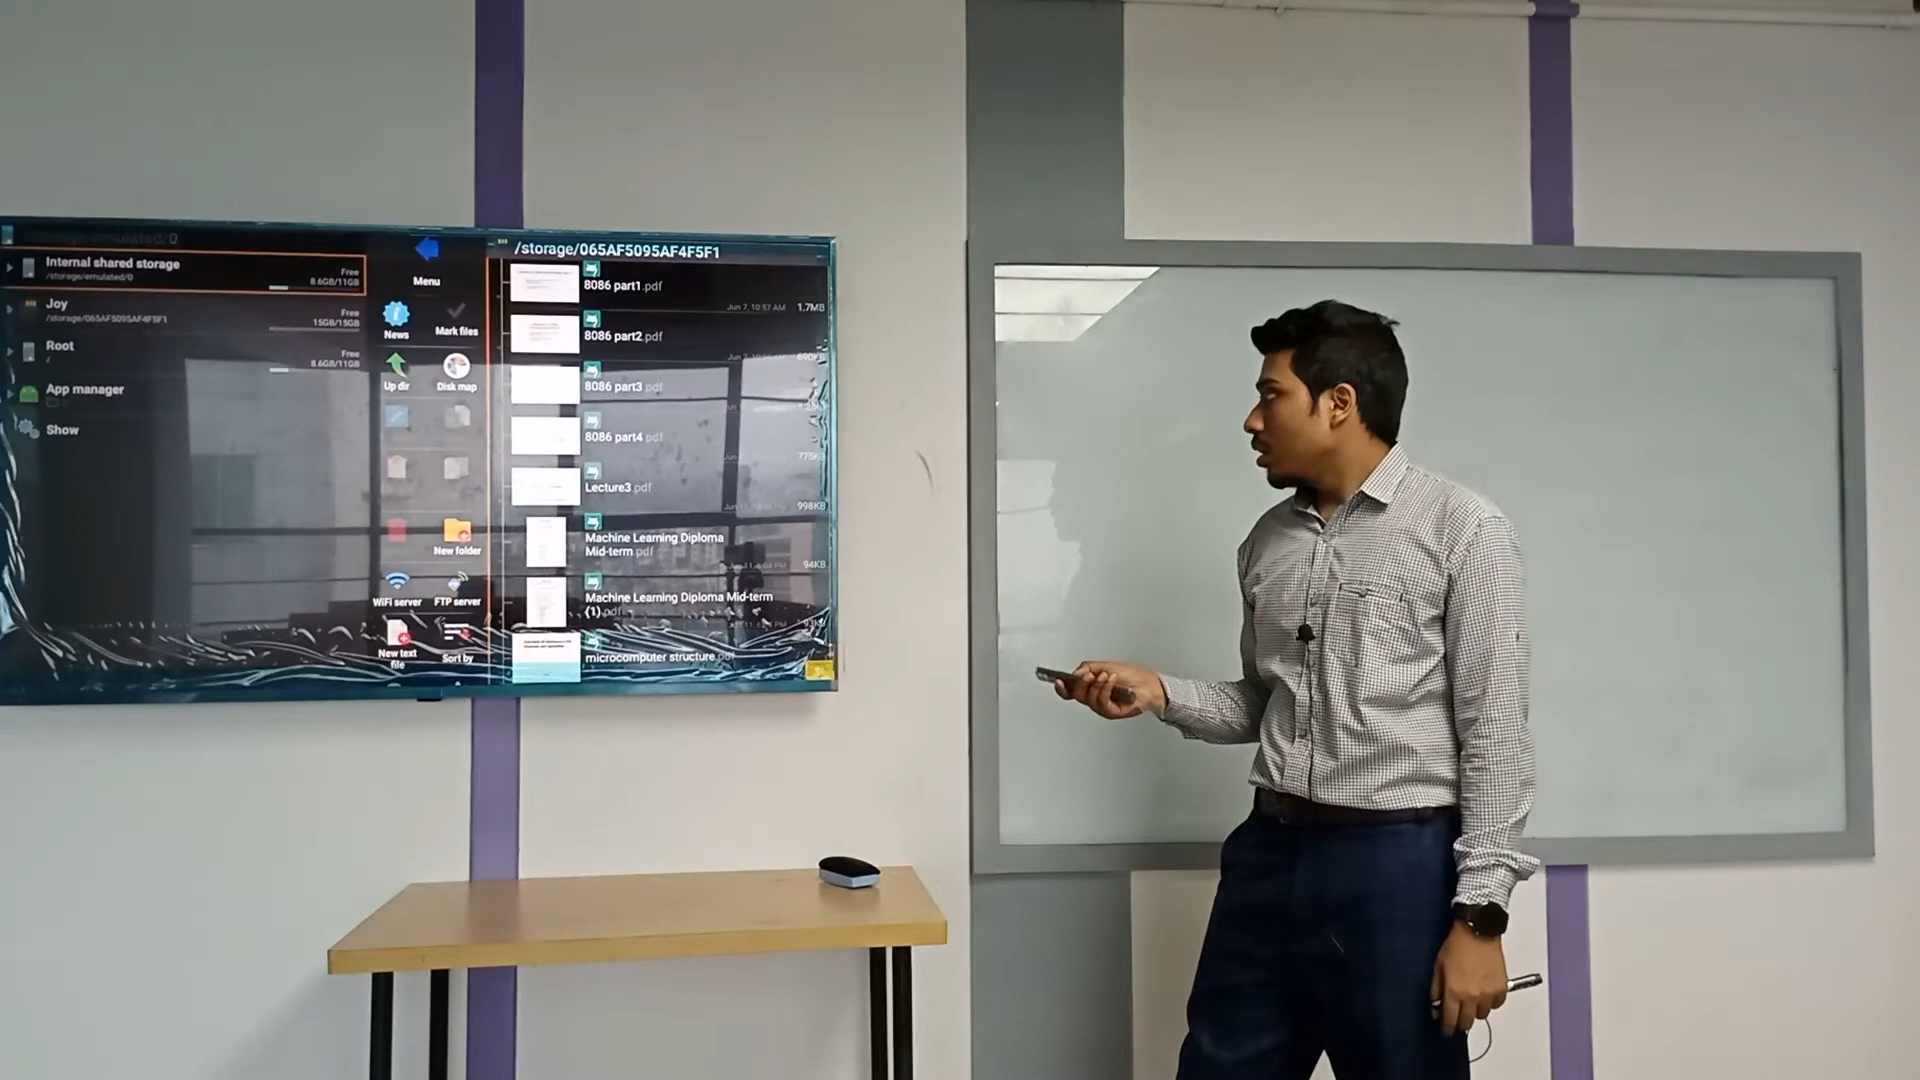 Internal shared storage
/storage/emulated/0
Free
8.6GB/11GB
Joy
/storage/065AF5095AF4F5F1
Free
15GB/15GB
Root
/
Free
8.6GB/11GB
App manager
Show
Menu
News
Mark files
Up dir
Disk map
New folder
WiFi server
FTP server
New text
file
Sort by
/storage/065AF5095AF4F5F1
8086 part1.pdf
Jun 7, 10:57 AM 1.7MB
8086 part2.pdf
690KB
8086 part3.pdf
8086 part4.pdf
775KB
Lecture3.pdf
998KB
Machine Learning Diploma
Mid-term.pdf
94KB
Machine Learning Diploma Mid-term
(1).pdf
93KB
microcomputer structure.pdf